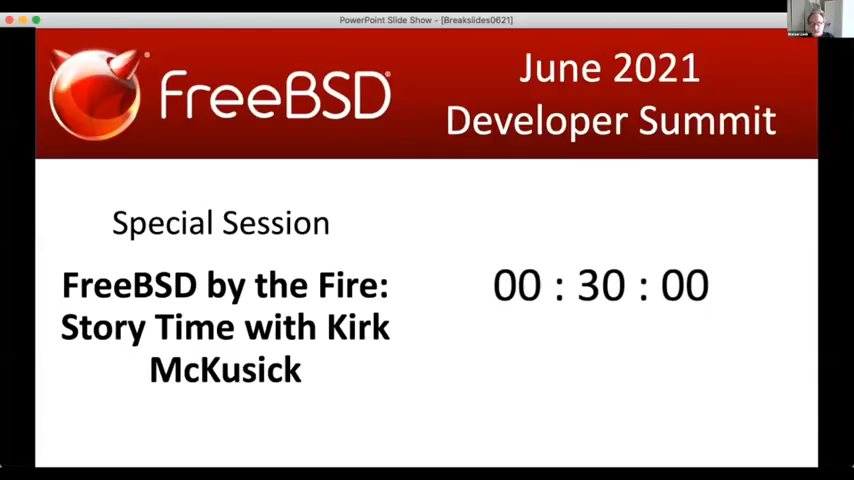 PowerPoint Slide Show - [Breakslides0621]
FreeBSD®
June 2021
Developer Summit
Special Session
FreeBSD by the Fire:
Story Time with Kirk
McKusick
00 : 30 : 00